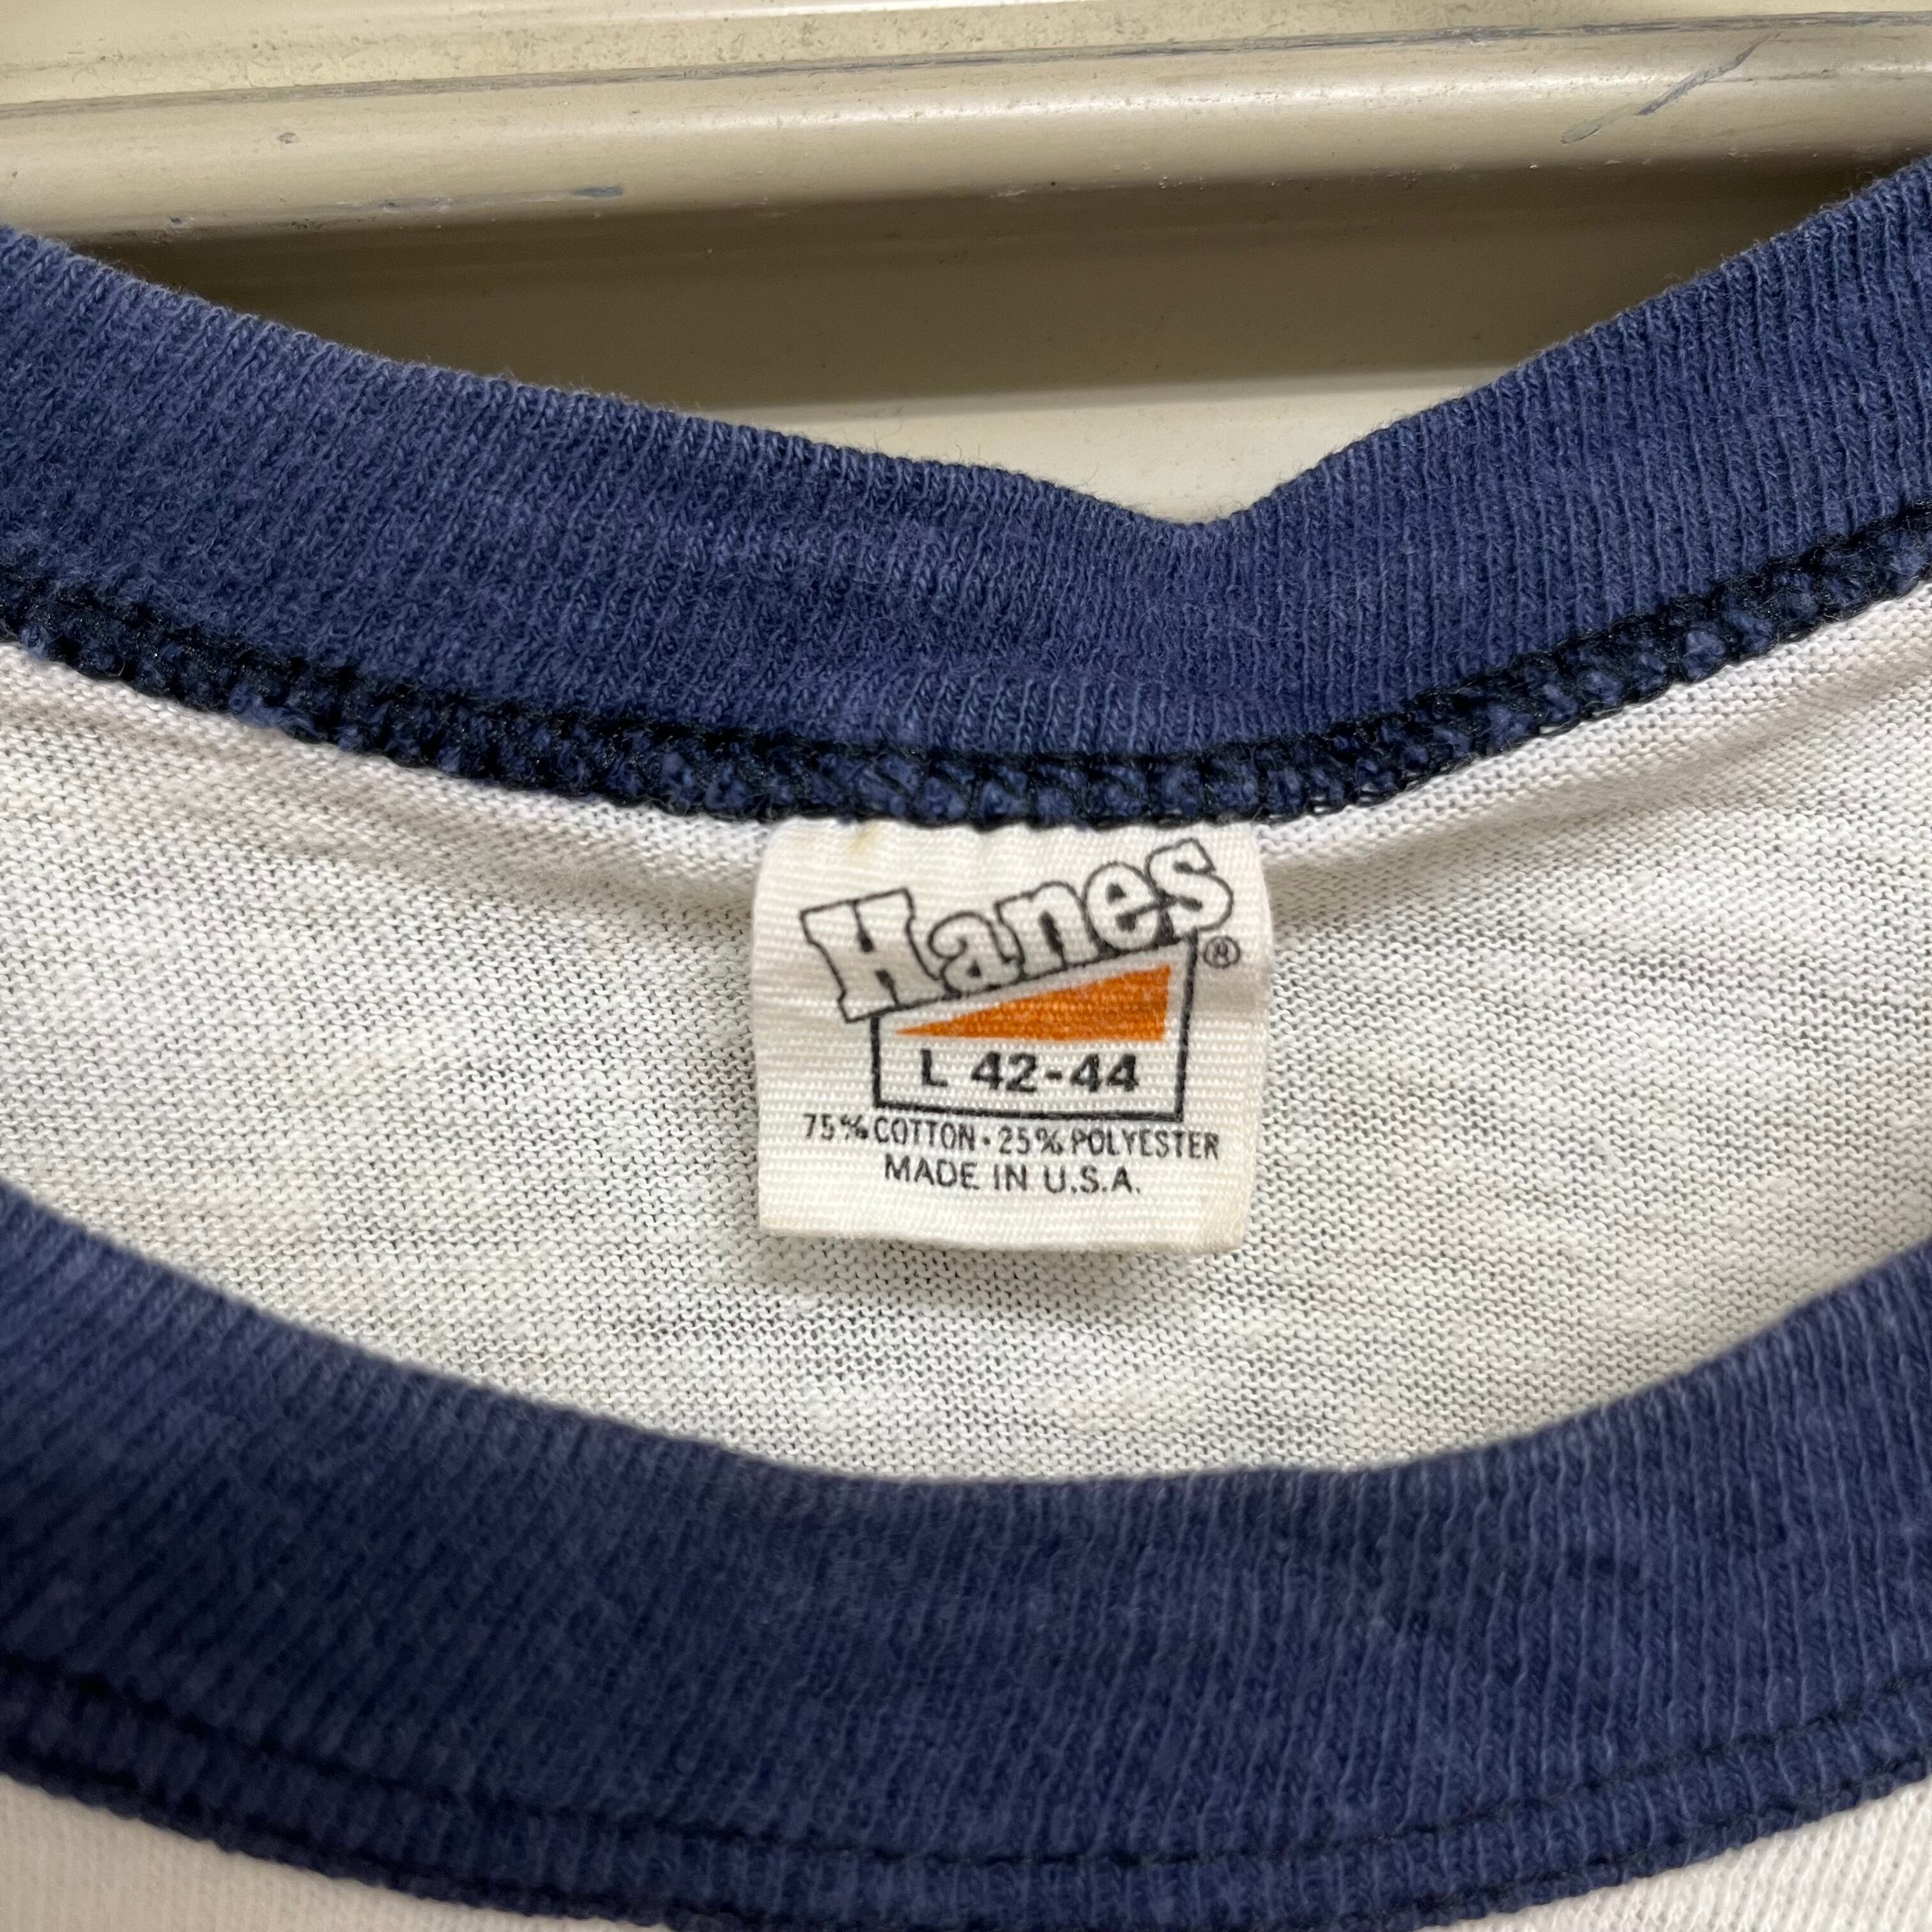 Hanes®
L 42-44
75% COTTON • 25% POLYESTER
MADE IN U.S.A.